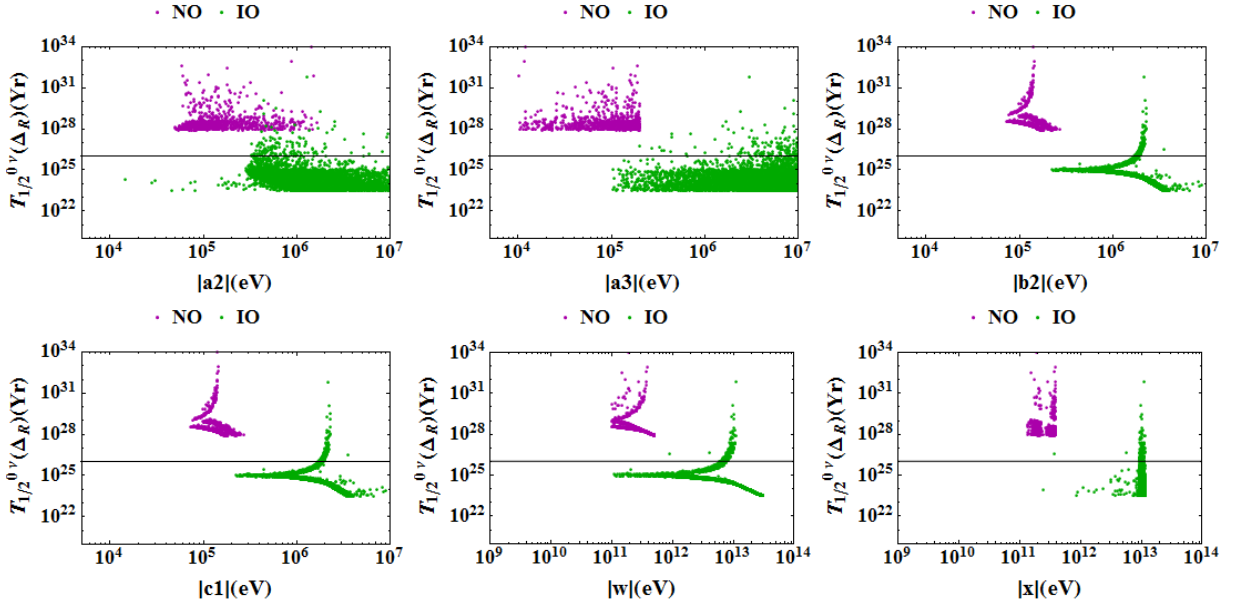 NO IO
NO IO
NO IO
10^34
10^31
10^28
10^25
10^22
T_{1/2}^{0ν}(Δ_R)(Yr)
10^4 10^5 10^6 10^7
|a2|(eV)
10^34
10^31
10^28
10^25
10^22
T_{1/2}^{0ν}(Δ_R)(Yr)
10^4 10^5 10^6 10^7
|a3|(eV)
10^34
10^31
10^28
10^25
10^22
T_{1/2}^{0ν}(Δ_R)(Yr)
10^4 10^5 10^6 10^7
|b2|(eV)
NO IO
NO IO
NO IO
10^34
10^31
10^28
10^25
10^22
T_{1/2}^{0ν}(Δ_R)(Yr)
10^4 10^5 10^6 10^7
|c1|(eV)
10^34
10^31
10^28
10^25
10^22
T_{1/2}^{0ν}(Δ_R)(Yr)
10^9 10^10 10^11 10^12 10^13 10^14
|w|(eV)
10^34
10^31
10^28
10^25
10^22
T_{1/2}^{0ν}(Δ_R)(Yr)
10^9 10^10 10^11 10^12 10^13 10^14
|x|(eV)